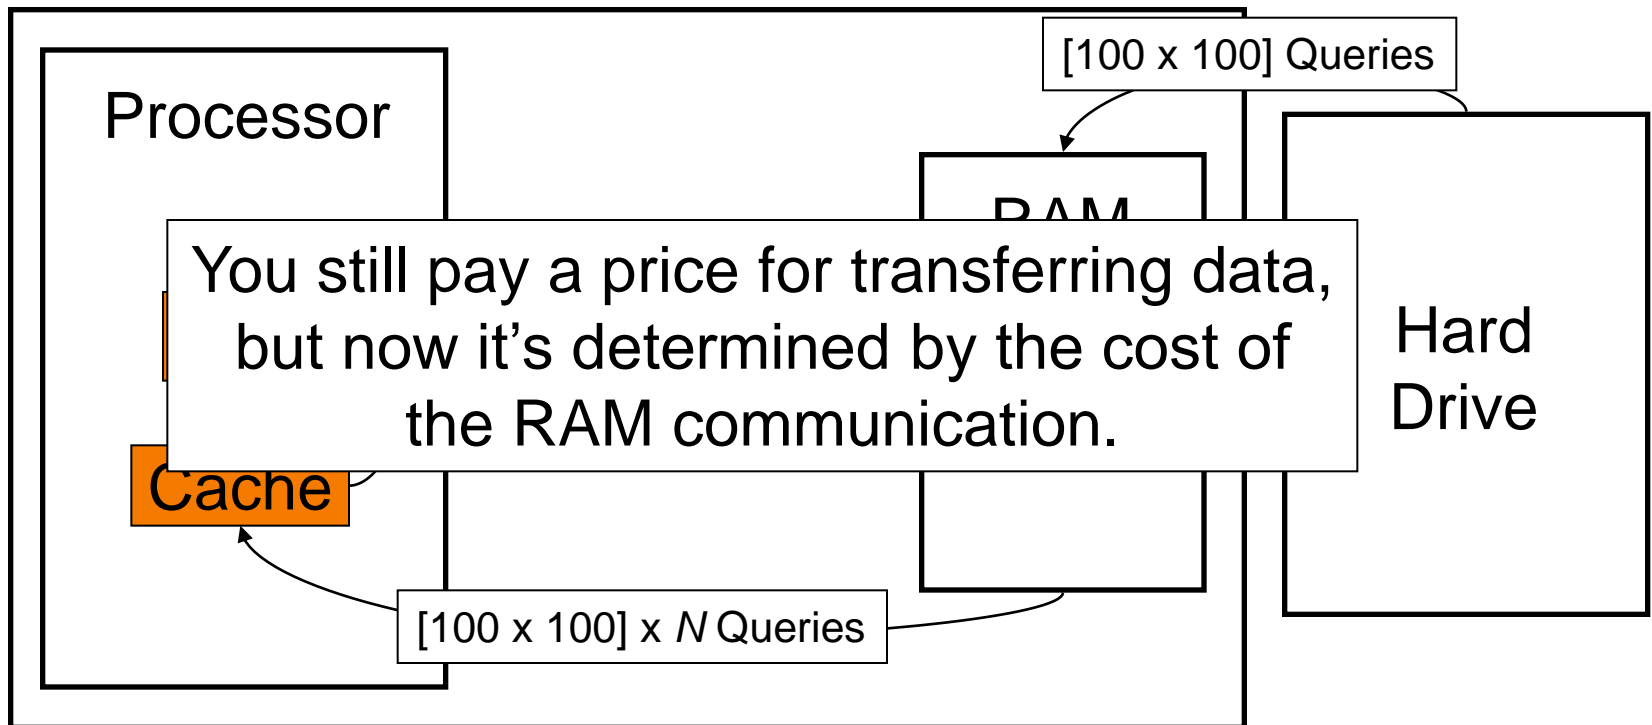 [100 x 100] Queries
Processor
RAM
You still pay a price for transferring data,
but now it’s determined by the cost of
the RAM communication.
Hard
Drive
Cache
[100 x 100] x N Queries